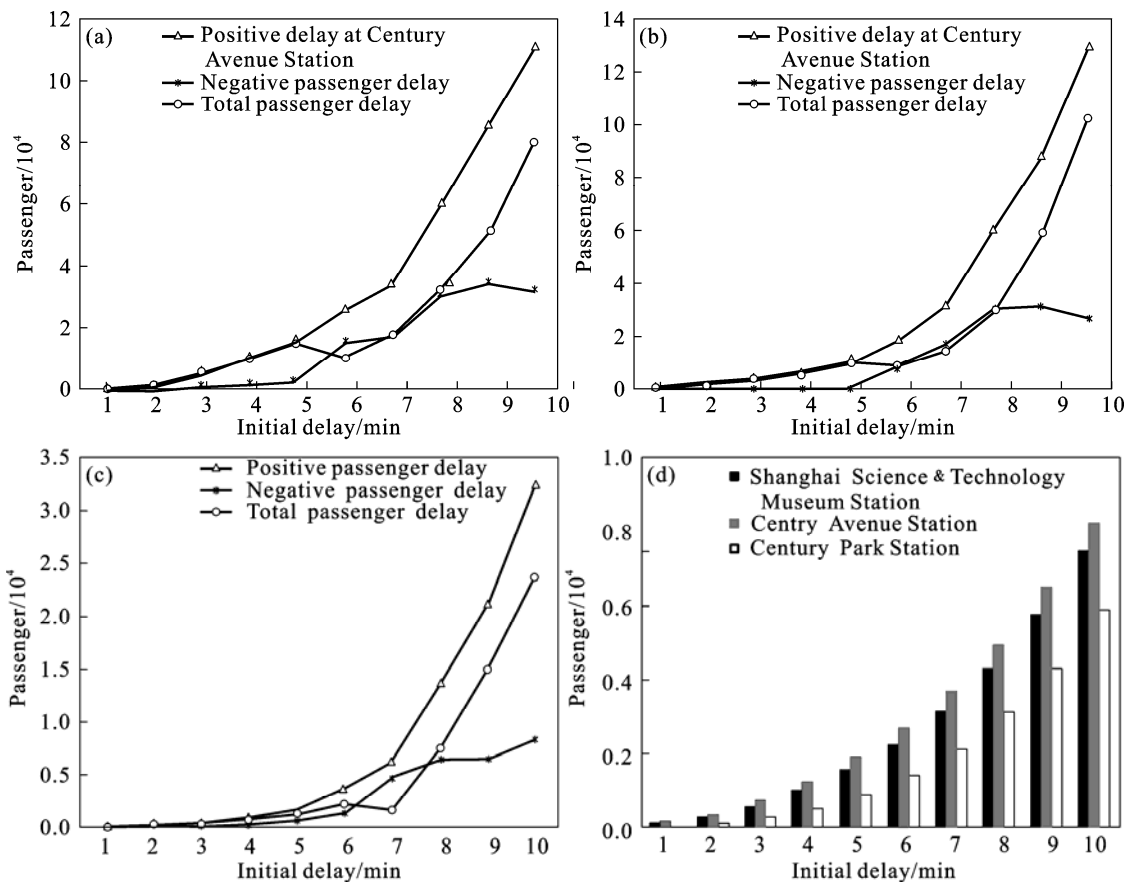 (a)
Positive delay at Century
Avenue Station
Negative passenger delay
Total passenger delay
12
10
8
6
4
2
0
Passenger/10⁴
1 2 3 4 5 6 7 8 9 10
Initial delay/min
(b)
Positive delay at Century
Avenue Station
Negative passenger delay
Total passenger delay
14
12
10
8
6
4
2
0
Passenger/10⁴
1 2 3 4 5 6 7 8 9 10
Initial delay/min
(c)
Positive passenger delay
Negative passenger delay
Total passenger delay
3.5
3.0
2.5
2.0
1.5
1.0
0.5
0.0
Passenger/10⁴
1 2 3 4 5 6 7 8 9 10
Initial delay/min
(d)
Shanghai Science & Technology
Museum Station
Centry Avenue Station
Century Park Station
1.0
0.8
0.6
0.4
0.2
0.0
Passenger/10⁴
1 2 3 4 5 6 7 8 9 10
Initial delay/min